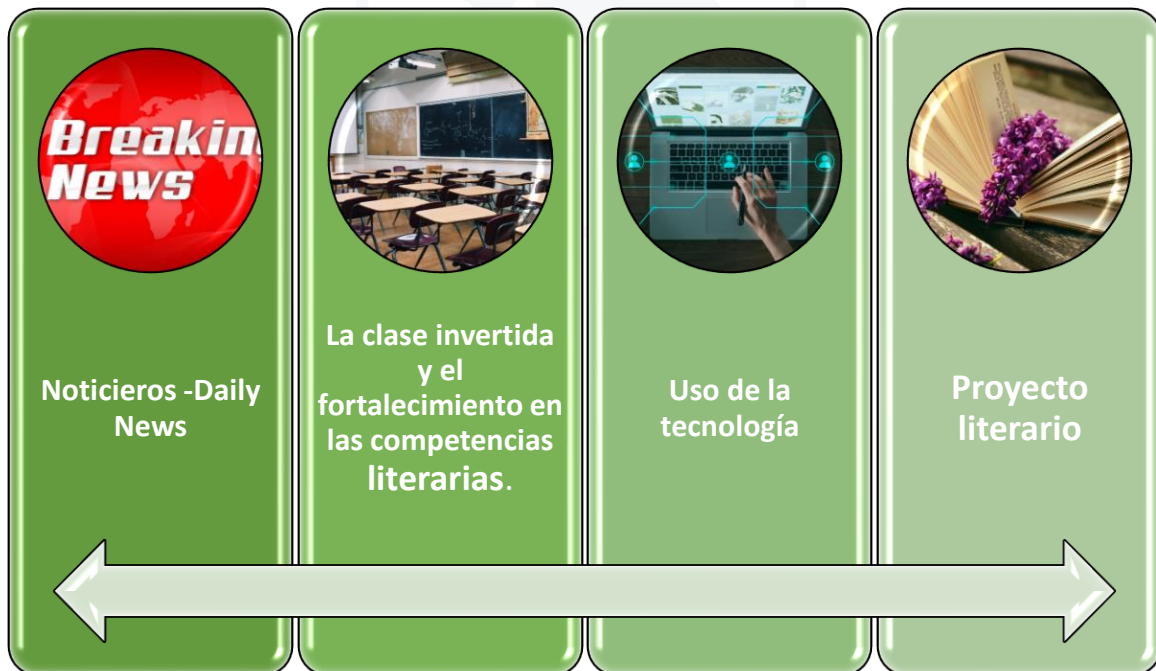 Breakin
News
Noticieros -Daily
News
La clase invertida
y el
fortalecimiento en
las competencias
literarias.
Uso de la
tecnología
Proyecto
literario